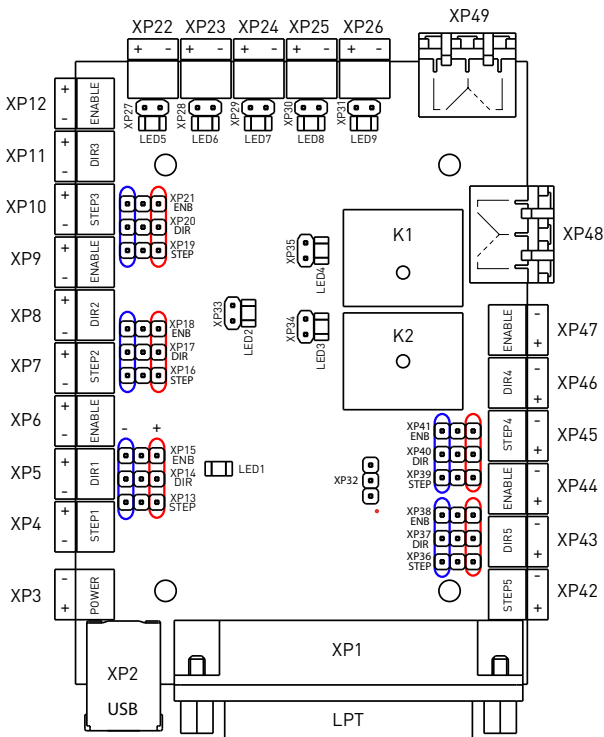 XP22 XP23 XP24 XP25 XP26
XP49
+ - + - + - + - + -
XP27 XP28 XP29 XP30 XP31
LED5 LED6 LED7 LED8 LED9
XP12 + - ENABLE
XP11 DIR3
XP10 + - STEP3
XP21
ENB
XP20
DIR
XP19
STEP
XP9 + - ENABLE
XP8 + - DIR2
XP7 + - STEP2
XP18
ENB
XP17
DIR
XP16
STEP
XP6 + - ENABLE
- +
XP5 + - DIR1
XP4 + - STEP1
XP15
ENB
XP14
DIR
XP13
STEP
XP3 - + POWER
LED1
XP33 LED2
XP35 LED4
XP34 LED3
K1
K2
XP48
XP32
ENABLE - + XP47
DIR4 - + XP46
STEP4 - + XP45
ENABLE - + XP44
DIR5 - + XP43
STEP5 - + XP42
XP41
ENB
XP40
DIR
XP39
STEP
XP38
ENB
XP37
DIR
XP36
STEP
XP2
USB
XP1
LPT